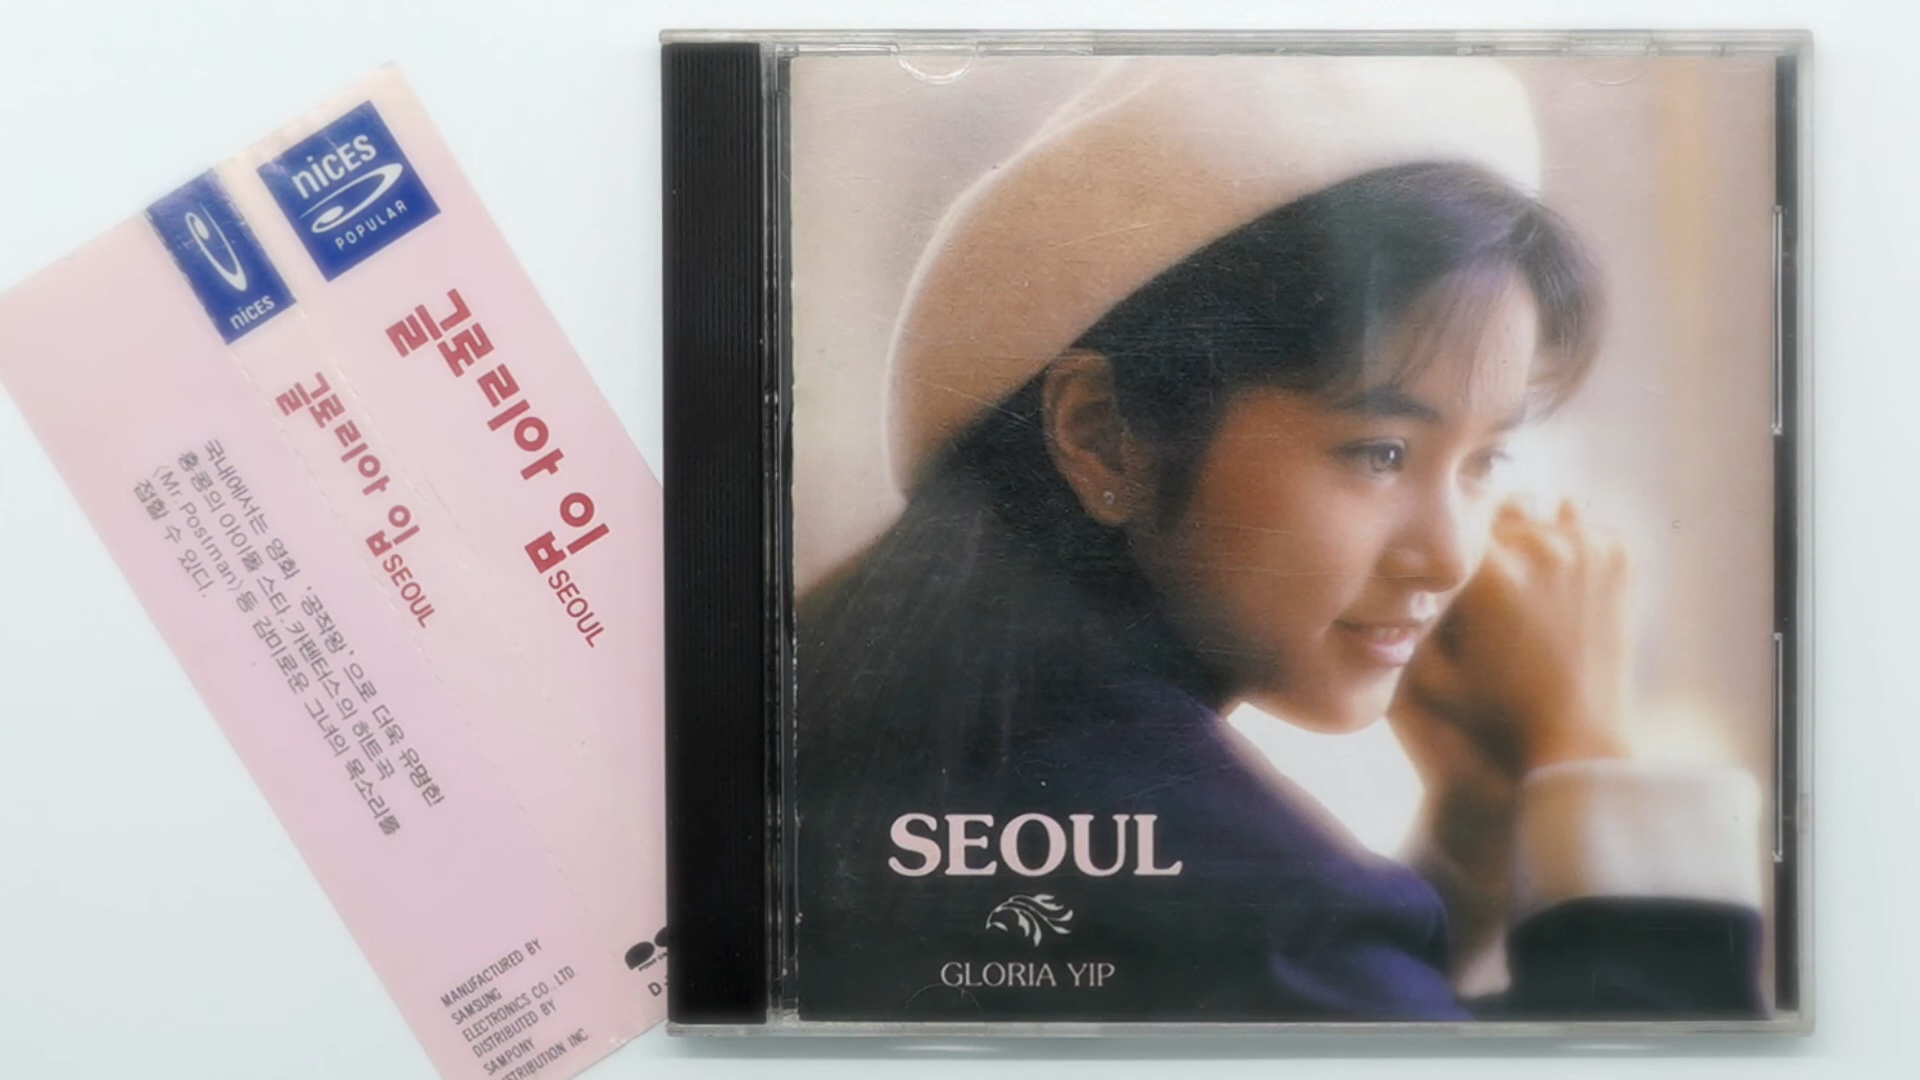 niCES
POPULAR
글로리아 입 SEOUL
niCES
글로리아 입 SEOUL
국내에서는 영화 '공작왕'으로 더욱 유명한
홍콩의 아이돌 스타, 카펜터스의 히트곡
〈Mr. Postman〉등 감미로운 그녀의 목소리를
접할 수 있다.
MANUFACTURED BY
SAMSUNG
ELECTRONICS CO., LTD.
DISTRIBUTED BY
SAMPONY
SEOUL
GLORIA YIP